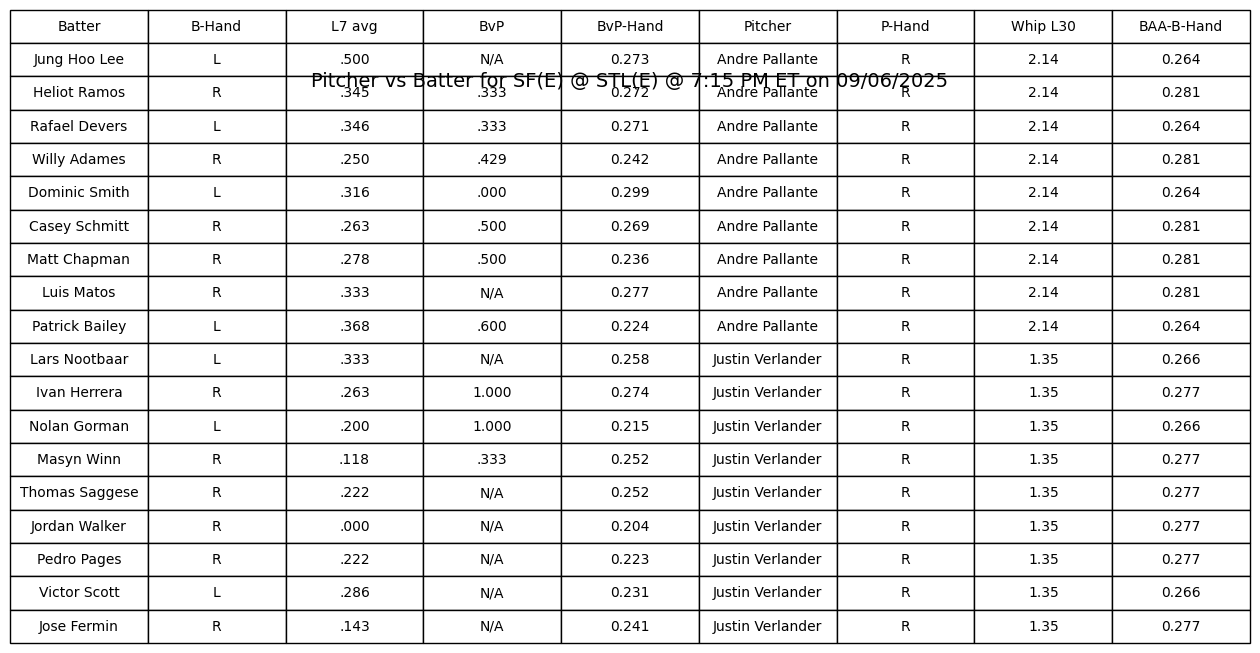 Batter B-Hand L7 avg BvP BvP-Hand Pitcher P-Hand Whip L30 BAA-B-Hand
Jung Hoo Lee L .500 N/A 0.273 Andre Pallante R 2.14 0.264
Pitcher vs Batter for SF(E) @ STL(E) @ 7:15 PM ET on 09/06/2025
Heliot Ramos R .345 .333 0.272 Andre Pallante R 2.14 0.281
Rafael Devers L .346 .333 0.271 Andre Pallante R 2.14 0.264
Willy Adames R .250 .429 0.242 Andre Pallante R 2.14 0.281
Dominic Smith L .316 .000 0.299 Andre Pallante R 2.14 0.264
Casey Schmitt R .263 .500 0.269 Andre Pallante R 2.14 0.281
Matt Chapman R .278 .500 0.236 Andre Pallante R 2.14 0.281
Luis Matos R .333 N/A 0.277 Andre Pallante R 2.14 0.281
Patrick Bailey L .368 .600 0.224 Andre Pallante R 2.14 0.264
Lars Nootbaar L .333 N/A 0.258 Justin Verlander R 1.35 0.266
Ivan Herrera R .263 1.000 0.274 Justin Verlander R 1.35 0.277
Nolan Gorman L .200 1.000 0.215 Justin Verlander R 1.35 0.266
Masyn Winn R .118 .333 0.252 Justin Verlander R 1.35 0.277
Thomas Saggese R .222 N/A 0.252 Justin Verlander R 1.35 0.277
Jordan Walker R .000 N/A 0.204 Justin Verlander R 1.35 0.277
Pedro Pages R .222 N/A 0.223 Justin Verlander R 1.35 0.277
Victor Scott L .286 N/A 0.231 Justin Verlander R 1.35 0.266
Jose Fermin R .143 N/A 0.241 Justin Verlander R 1.35 0.277